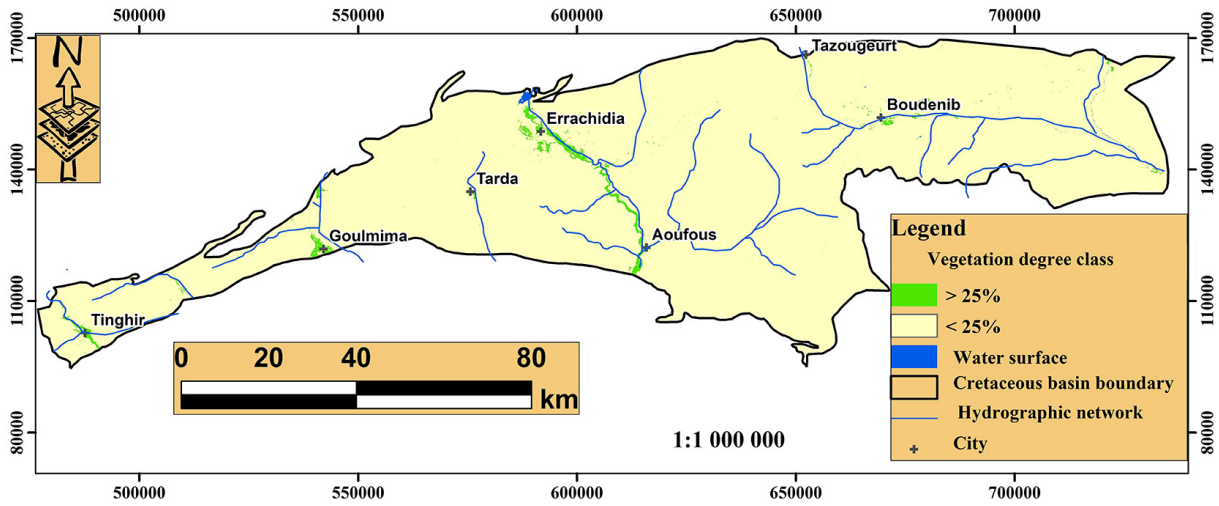 500000 550000 600000 650000 700000
170000 170000
N
Tazougeurt
Boudenib
Errachidia
140000 140000
Tarda
Goulmima
Aoufous
Legend
Vegetation degree class
> 25%
< 25%
Water surface
Cretaceous basin boundary
Hydrographic network
City
110000 110000
Tinghir
0 20 40 80
km
80000 80000
1:1 000 000
500000 550000 600000 650000 700000